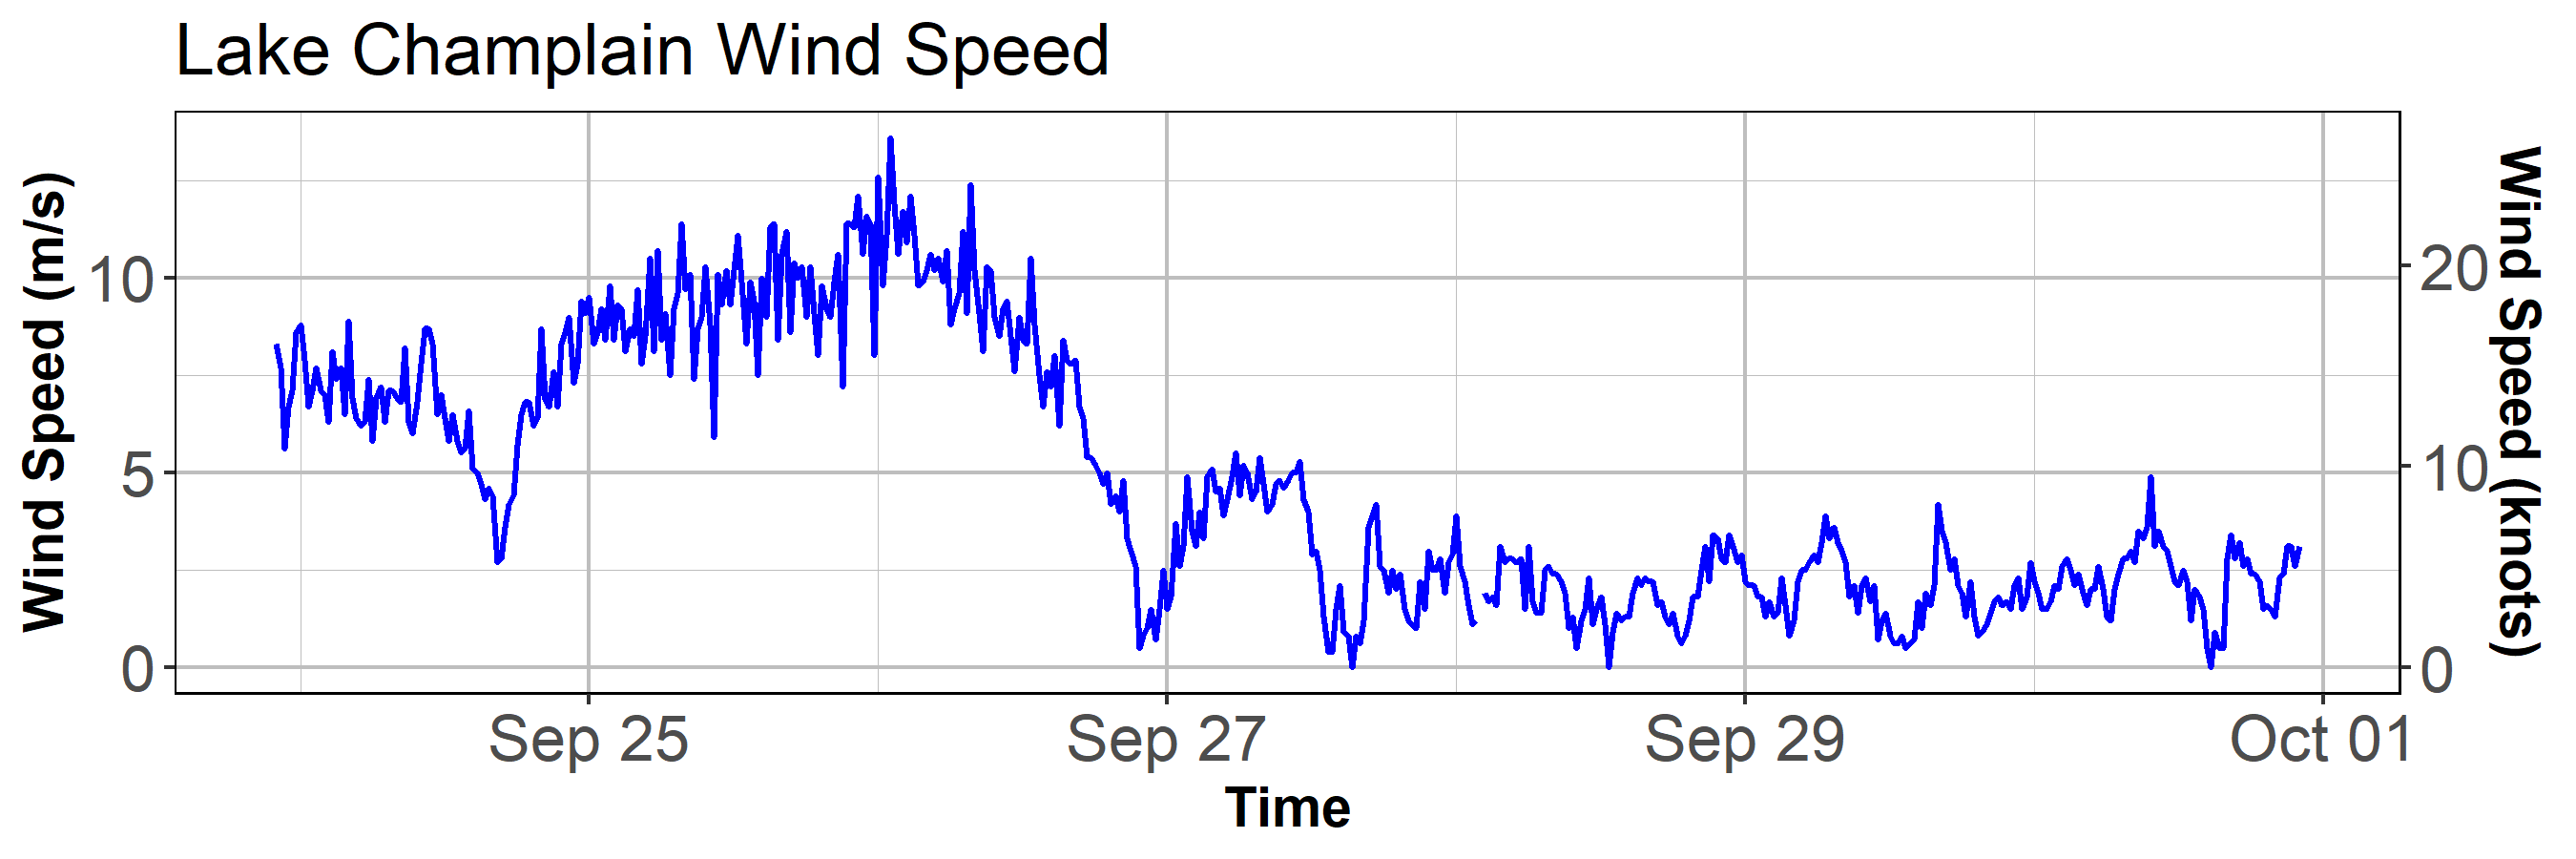 Lake Champlain Wind Speed
Wind Speed (m/s)
10
5
0
20
10
0
Wind Speed (knots)
Sep 25
Sep 27
Sep 29
Oct 01
Time